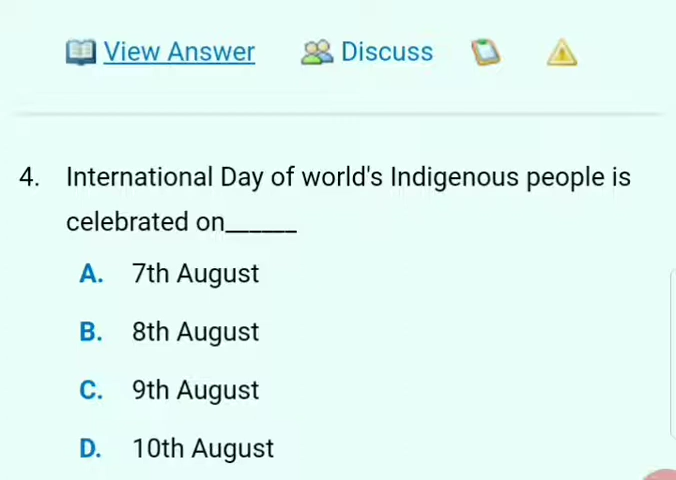 View Answer Discuss
4. International Day of world's Indigenous people is
celebrated on______
A. 7th August
B. 8th August
C. 9th August
D. 10th August